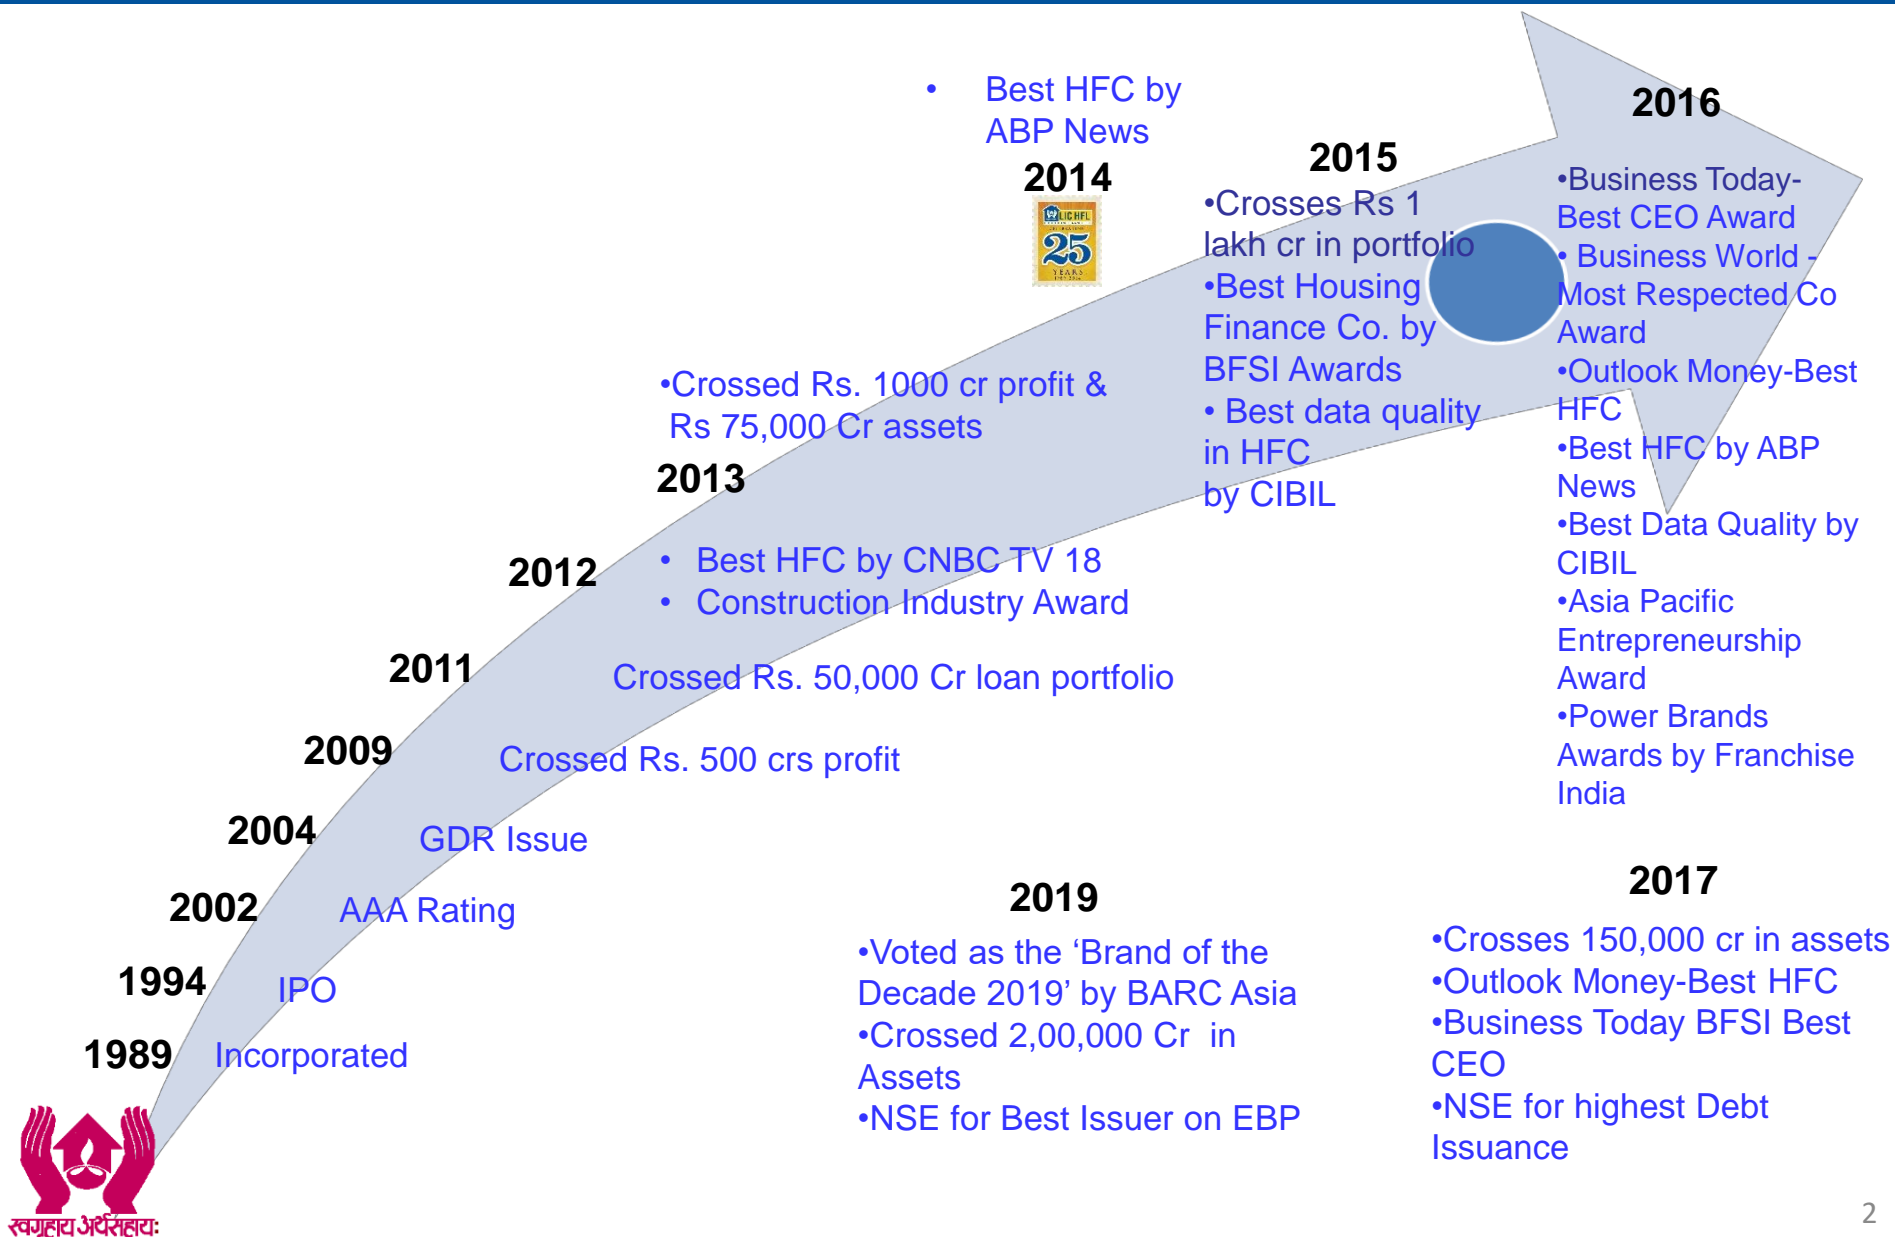 • Best HFC by
ABP News
2014
LIC HFL
25
YEARS
2015
•Crosses Rs 1
lakh cr in portfolio
•Best Housing
Finance Co. by
BFSI Awards
• Best data quality
in HFC
by CIBIL
2016
•Business Today-
Best CEO Award
• Business World -
Most Respected Co
Award
•Outlook Money-Best
HFC
•Best HFC by ABP
News
•Best Data Quality by
CIBIL
•Asia Pacific
Entrepreneurship
Award
•Power Brands
Awards by Franchise
India
•Crossed Rs. 1000 cr profit &
Rs 75,000 Cr assets
2013
2012
• Best HFC by CNBC TV 18
• Construction Industry Award
2011
Crossed Rs. 50,000 Cr loan portfolio
2009
Crossed Rs. 500 crs profit
2004
GDR Issue
2002
AAA Rating
1994
IPO
1989
Incorporated
2019
•Voted as the ‘Brand of the
Decade 2019’ by BARC Asia
•Crossed 2,00,000 Cr in
Assets
•NSE for Best Issuer on EBP
2017
•Crosses 150,000 cr in assets
•Outlook Money-Best HFC
•Business Today BFSI Best
CEO
•NSE for highest Debt
Issuance
स्वगृहाय अर्थसहायः
2